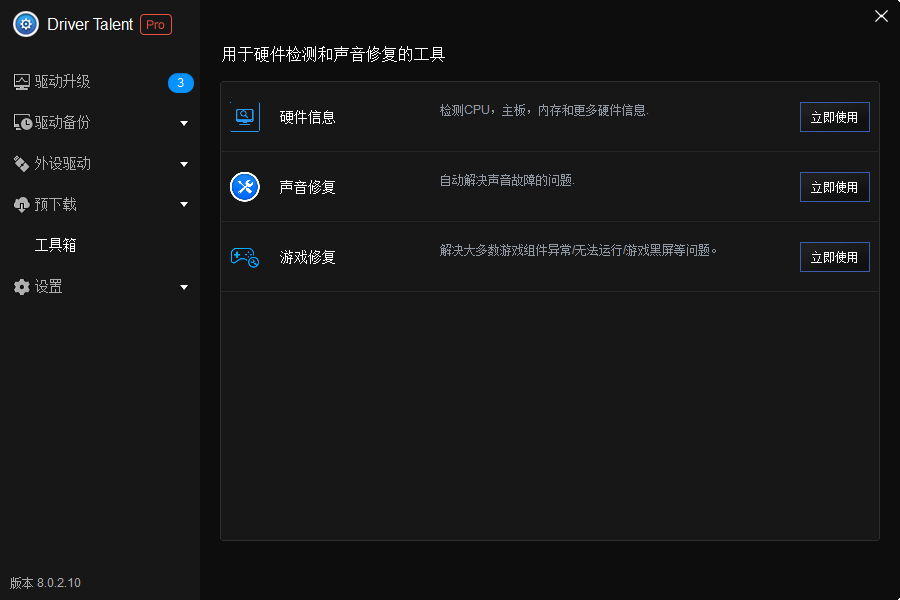 Driver Talent Pro
驱动升级 3
驱动备份
外设驱动
预下载
工具箱
设置
版本 8.0.2.10
用于硬件检测和声音修复的工具
硬件信息 检测CPU，主板，内存和更多硬件信息. 立即使用
声音修复 自动解决声音故障的问题. 立即使用
游戏修复 解决大多数游戏组件异常/无法运行/游戏黑屏等问题。 立即使用